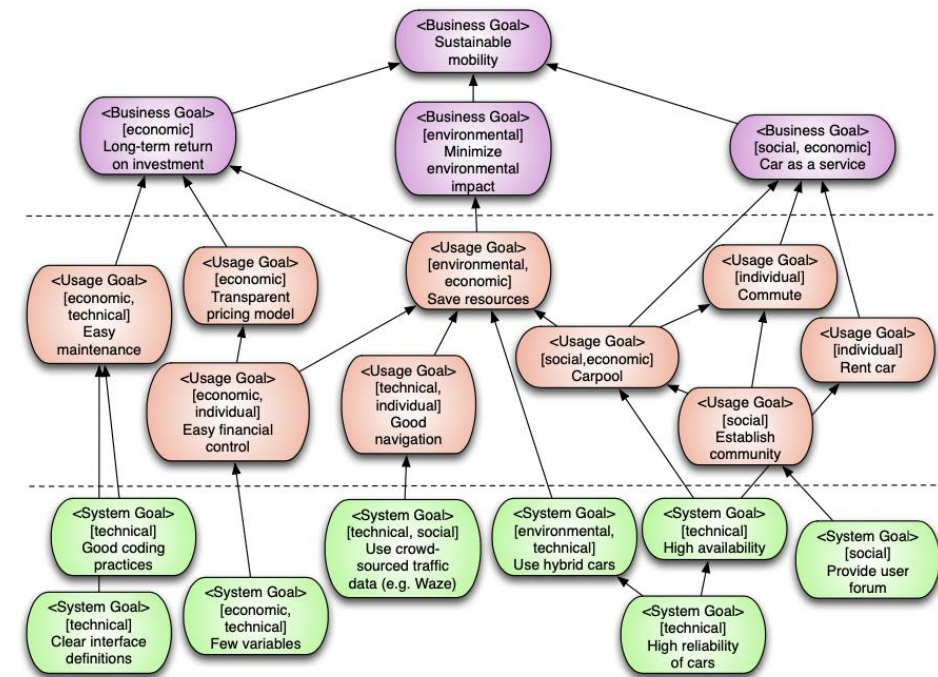 <Business Goal>
Sustainable
mobility
<Business Goal>
[economic]
Long-term return
on investment
<Business Goal>
[environmental]
Minimize
environmental
impact
<Business Goal>
[social, economic]
Car as a service
<Usage Goal>
[economic,
technical]
Easy
maintenance
<Usage Goal>
[economic]
Transparent
pricing model
<Usage Goal>
[environmental,
economic]
Save resources
<Usage Goal>
[individual]
Commute
<Usage Goal>
[social,economic]
Carpool
<Usage Goal>
[individual]
Rent car
<Usage Goal>
[economic,
individual]
Easy financial
control
<Usage Goal>
[technical,
individual]
Good
navigation
<Usage Goal>
[social]
Establish
community
<System Goal>
[technical]
Good coding
practices
<System Goal>
[technical, social]
Use crowd-
sourced traffic
data (e.g. Waze)
<System Goal>
[environmental,
technical]
Use hybrid cars
<System Goal>
[technical]
High availability
<System Goal>
[social]
Provide user
forum
<System Goal>
[technical]
Clear interface
definitions
<System Goal>
[economic,
technical]
Few variables
<System Goal>
[technical]
High reliability
of cars